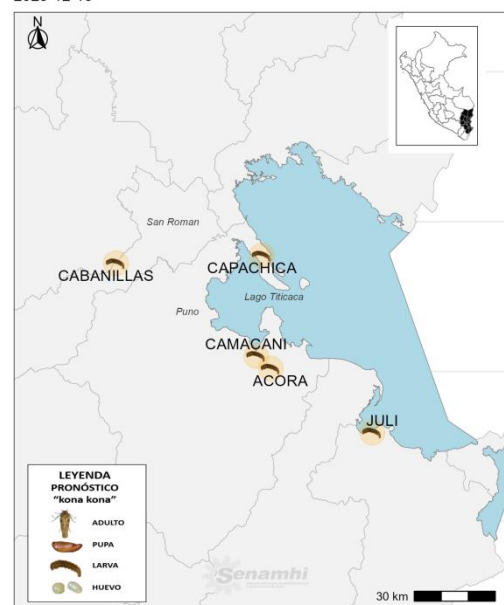 N
San Roman
CABANILLAS
CAPACHICA
Lago Titicaca
Puno
CAMACANI
ACORA
JULI
LEYENDA
PRONÓSTICO
"kona kona"
ADULTO
PUPA
LARVA
HUEVO
Senamhi
30 km